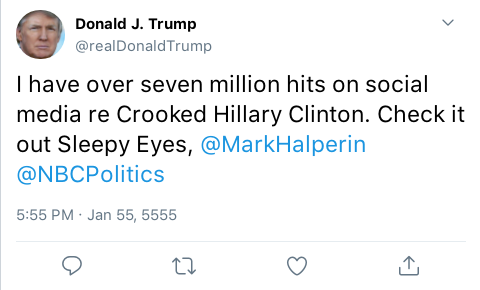 Donald J. Trump
@realDonaldTrump
I have over seven million hits on social
media re Crooked Hillary Clinton. Check it
out Sleepy Eyes, @MarkHalperin
@NBCPolitics
5:55 PM · Jan 55, 5555